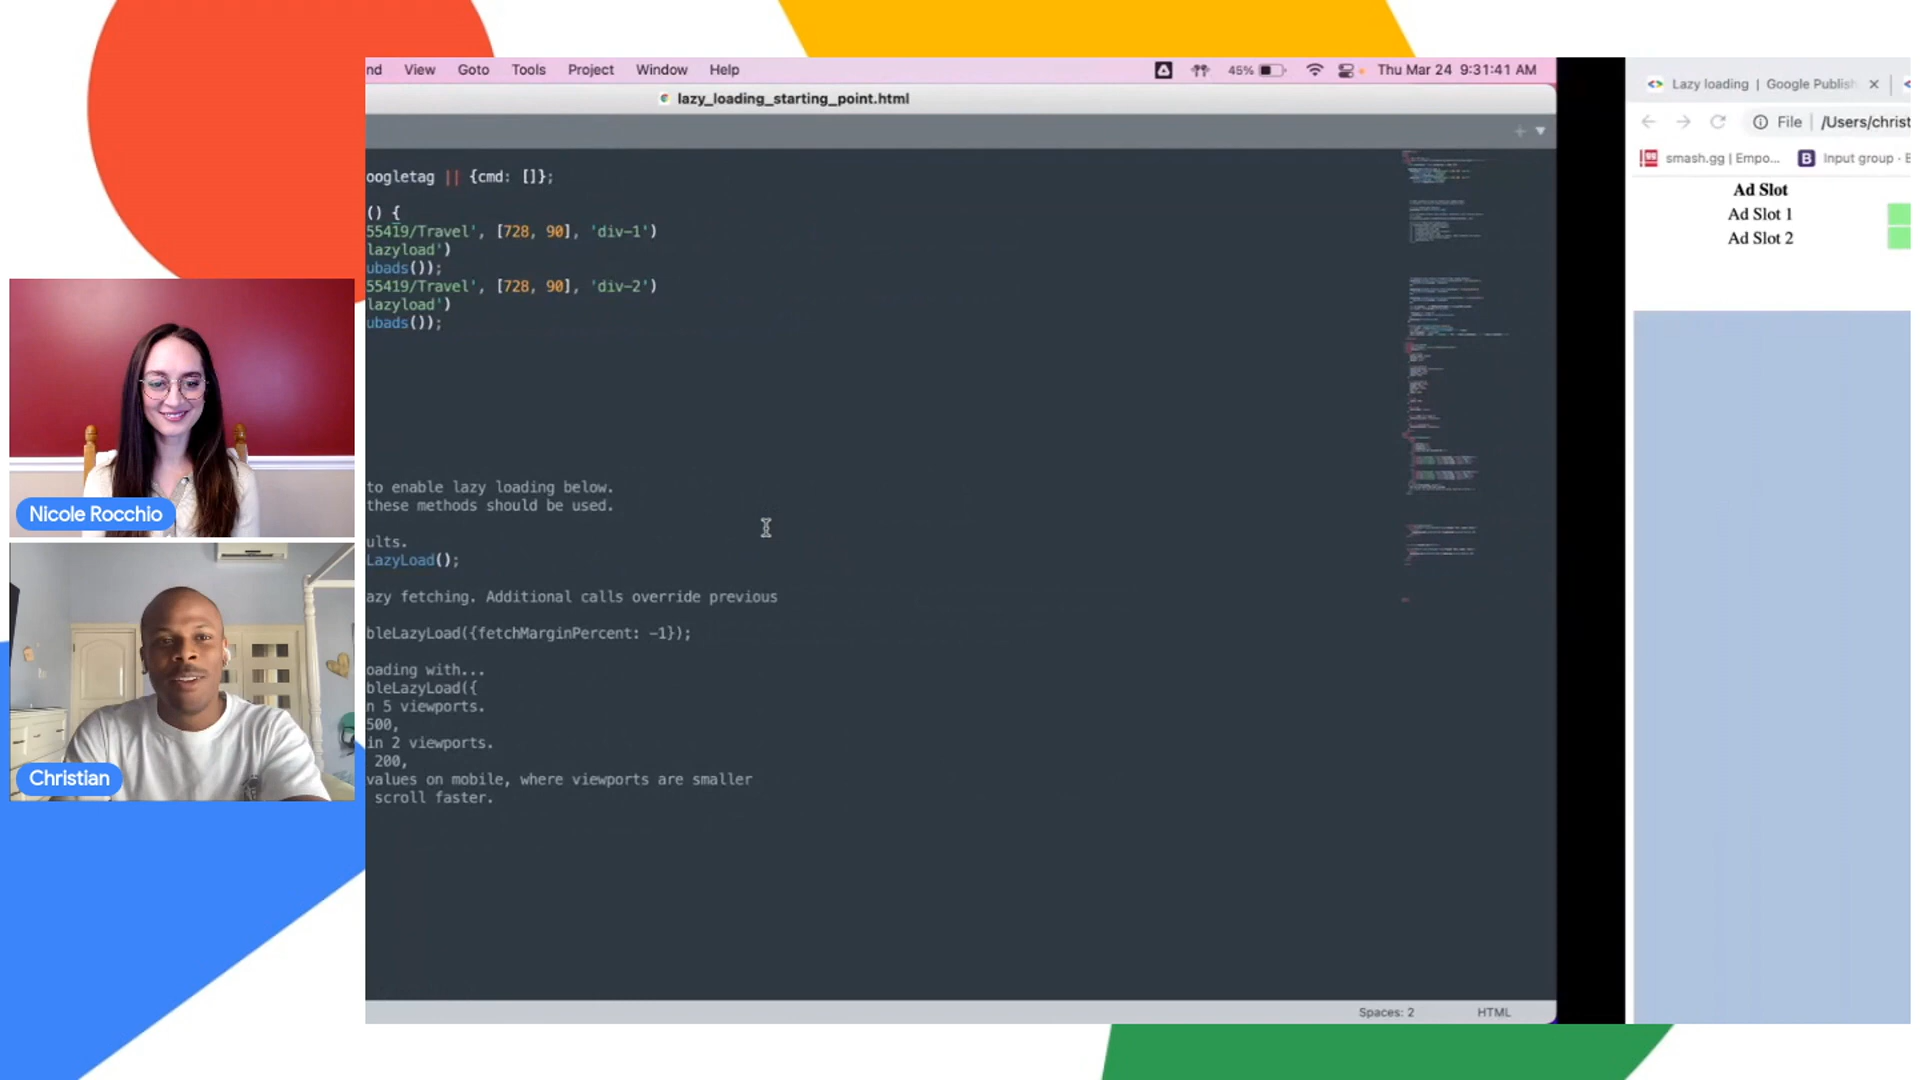 nd View Goto Tools Project Window Help 45% Thu Mar 24 9:31:41 AM
lazy_loading_starting_point.html
oogletag || {cmd: []};
() {
55419/Travel', [728, 90], 'div-1')
lazyload')
ubads());
55419/Travel', [728, 90], 'div-2')
lazyload')
ubads());
to enable lazy loading below.
these methods should be used.
ults.
LazyLoad();
azy fetching. Additional calls override previous
bleLazyLoad({fetchMarginPercent: -1});
oading with...
bleLazyLoad({
n 5 viewports.
500,
in 2 viewports.
200,
values on mobile, where viewports are smaller
scroll faster.
Spaces: 2 HTML
Lazy loading | Google Publish
File | /Users/christ
smash.gg | Empo... B Input group · B
Ad Slot
Ad Slot 1
Ad Slot 2
Nicole Rocchio
Christian